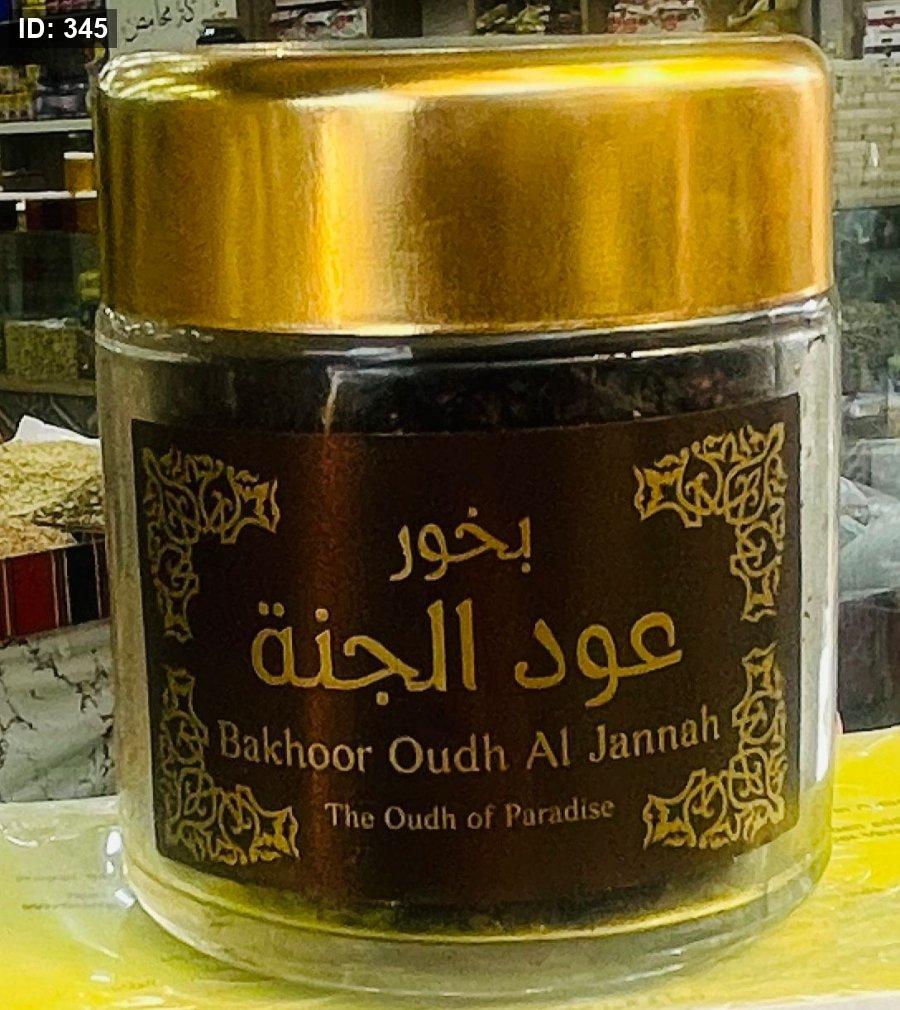 ID: 345
بخور
عود الجنة
Bakhoor Oudh Al Jannah
The Oudh of Paradise